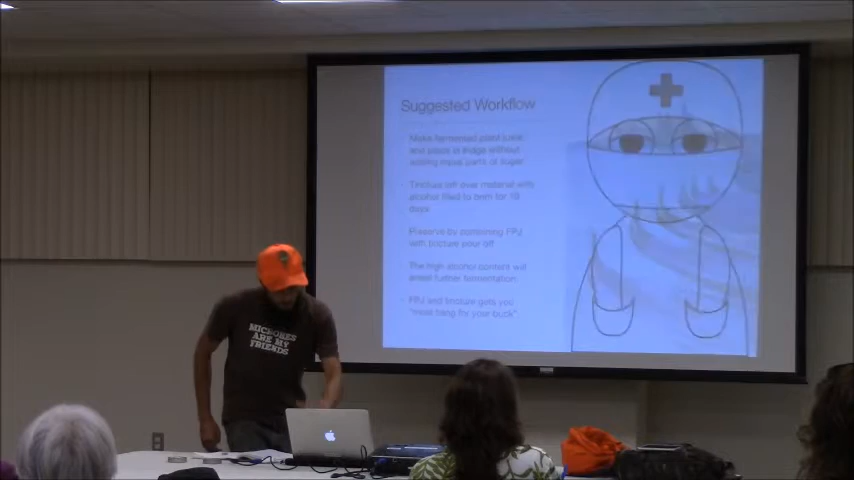 Suggested Workflow
Make fermented plant juice
and place in fridge without
adding equal parts of sugar
Tincture left over material with
alcohol filled to brim for 10
days
Preserve by combining FPJ
with tincture pour off
The high alcohol content will
arrest further fermentation
FPJ and tincture gets you
"most bang for your buck"
MICROBES
ARE MY
FRIENDS